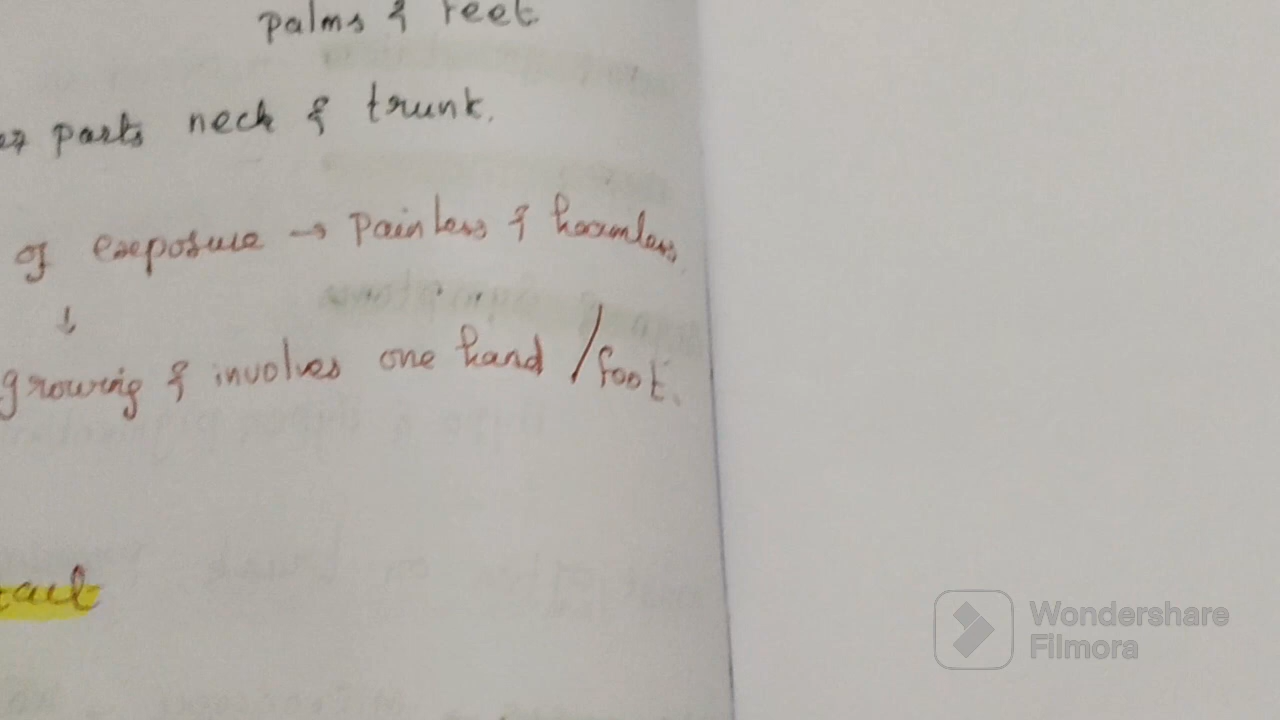 palms & feet
parts neck & trunk.
of exposure → Painless & harmless
↓
growing & involves one hand / foot.
Wondershare
Filmora